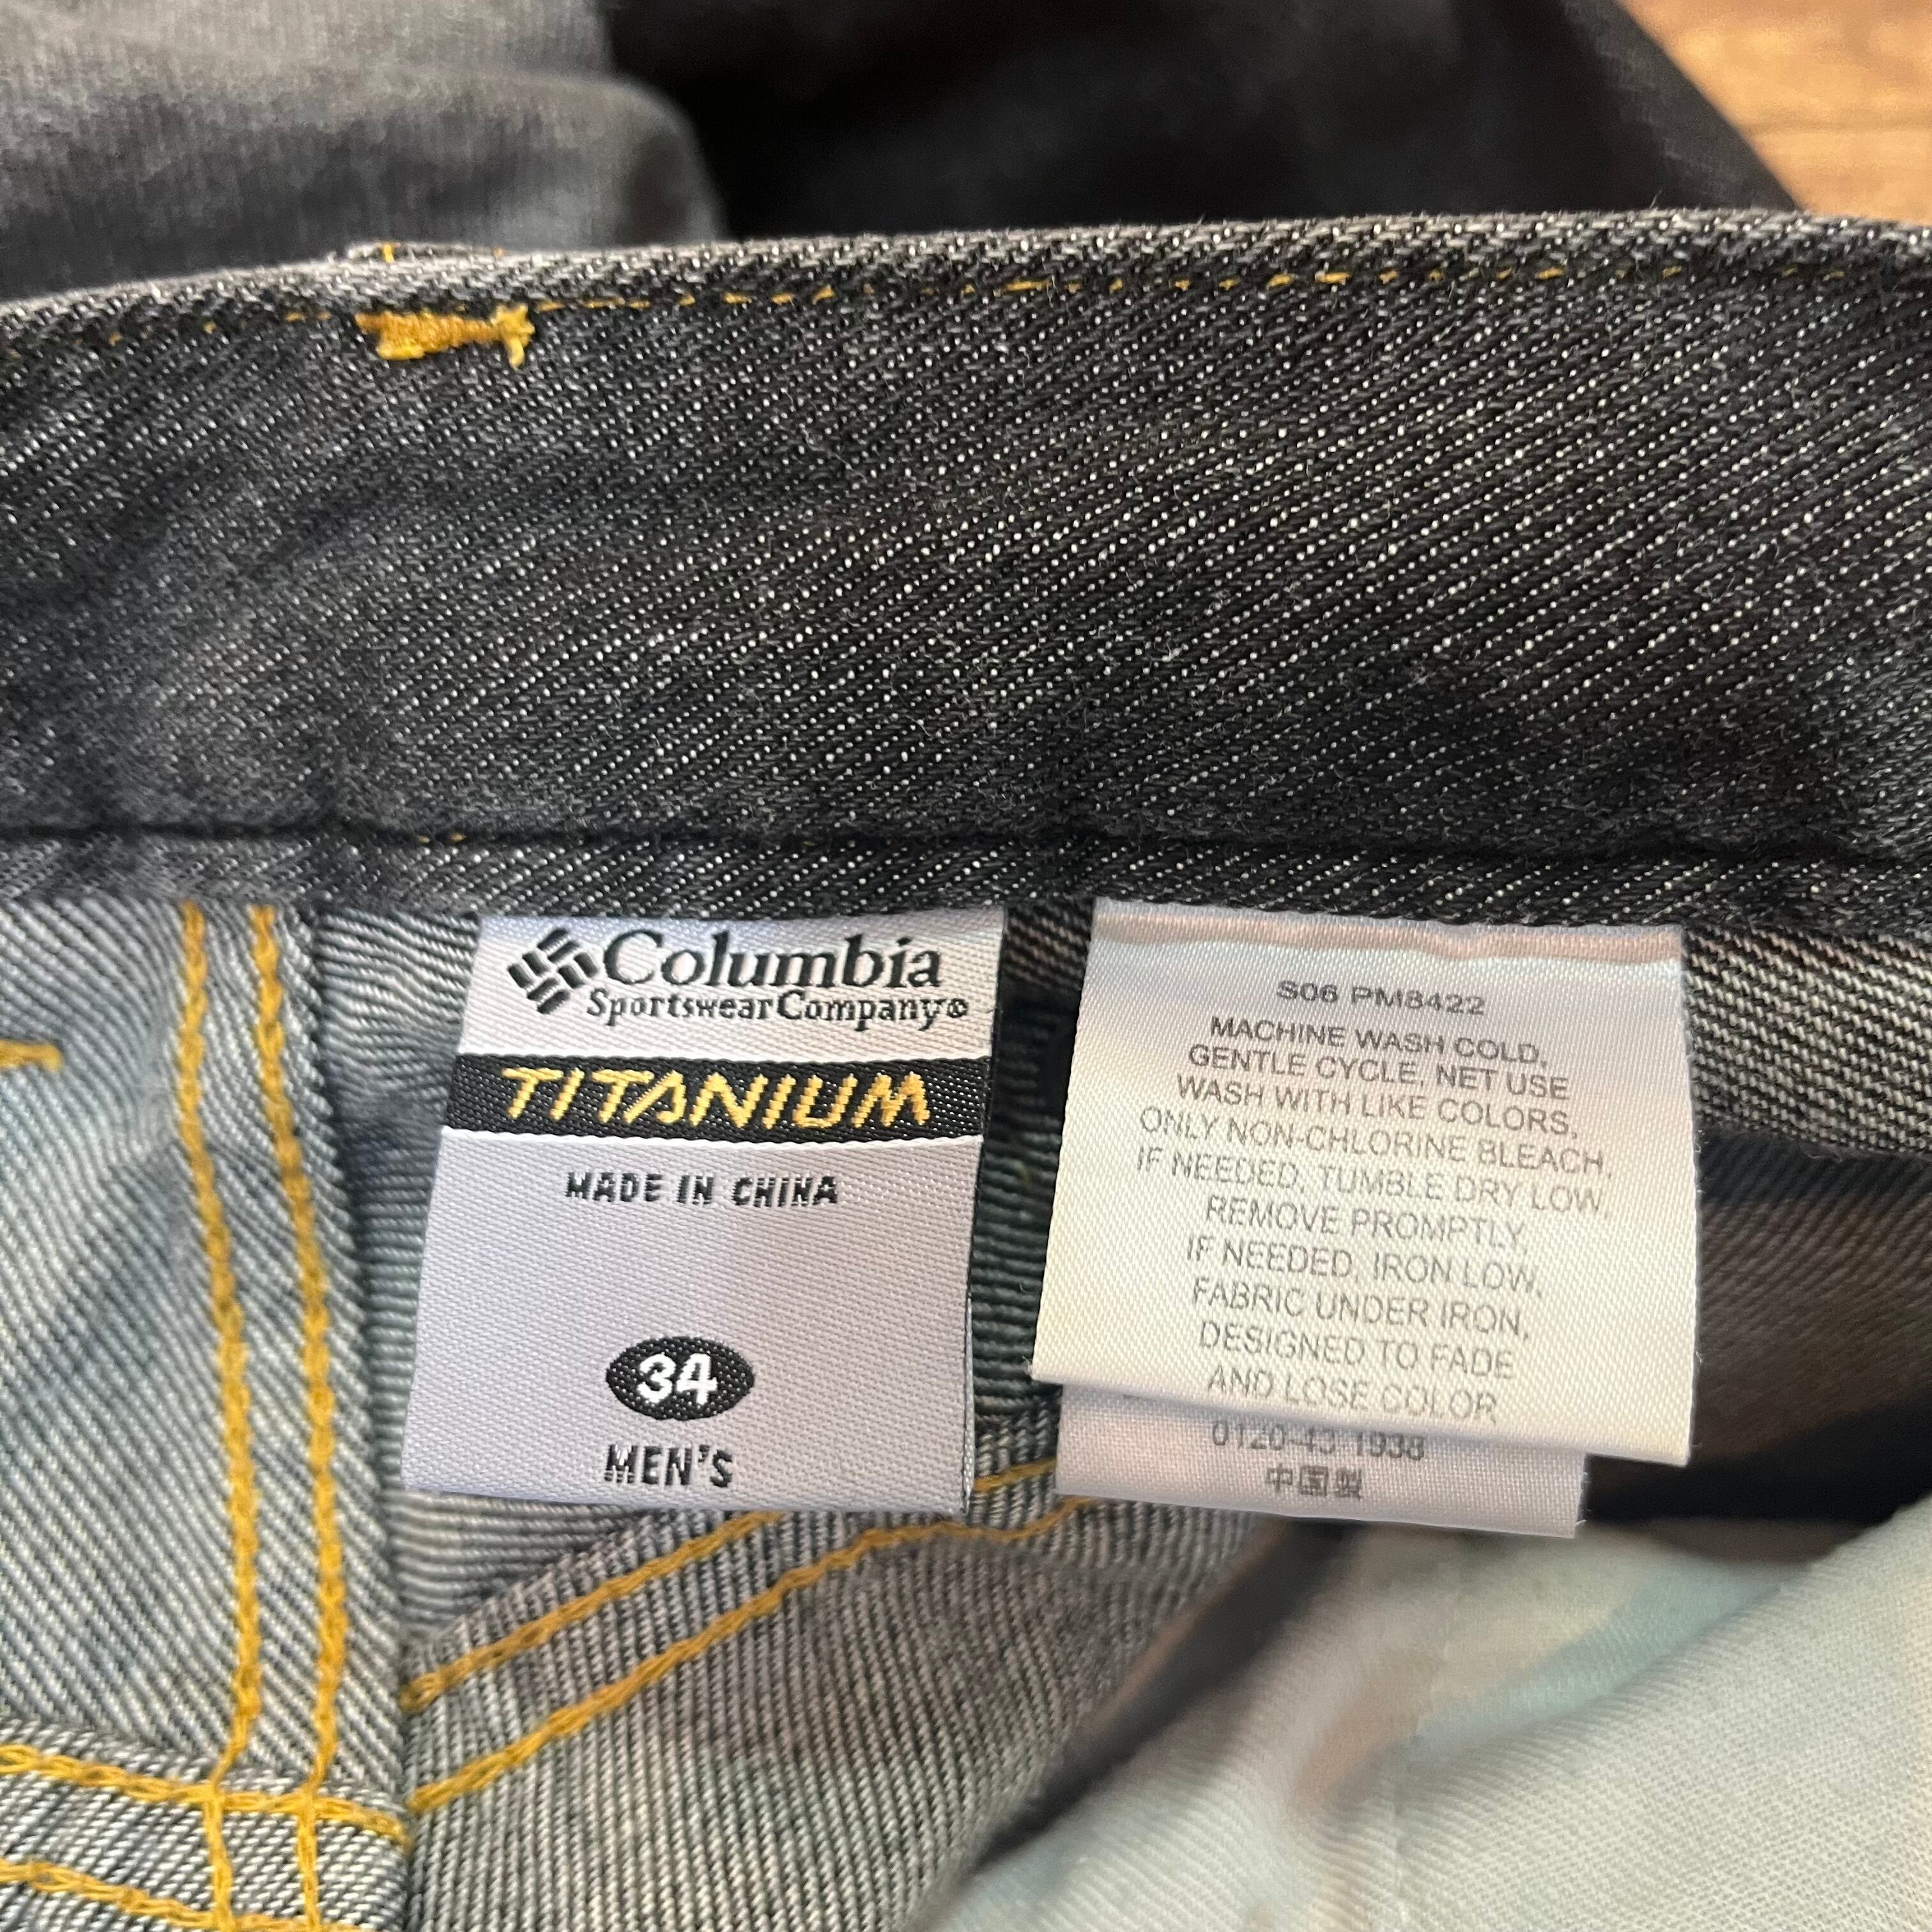 Columbia
Sportswear Company®
TITANIUM
MADE IN CHINA
34
MEN'S
S06 PM8422
MACHINE WASH COLD,
GENTLE CYCLE, NET USE
WASH WITH LIKE COLORS,
ONLY NON-CHLORINE BLEACH,
IF NEEDED, TUMBLE DRY LOW,
REMOVE PROMPTLY,
IF NEEDED, IRON LOW,
FABRIC UNDER IRON,
DESIGNED TO FADE
AND LOSE COLOR
0120-43-1938
中国製